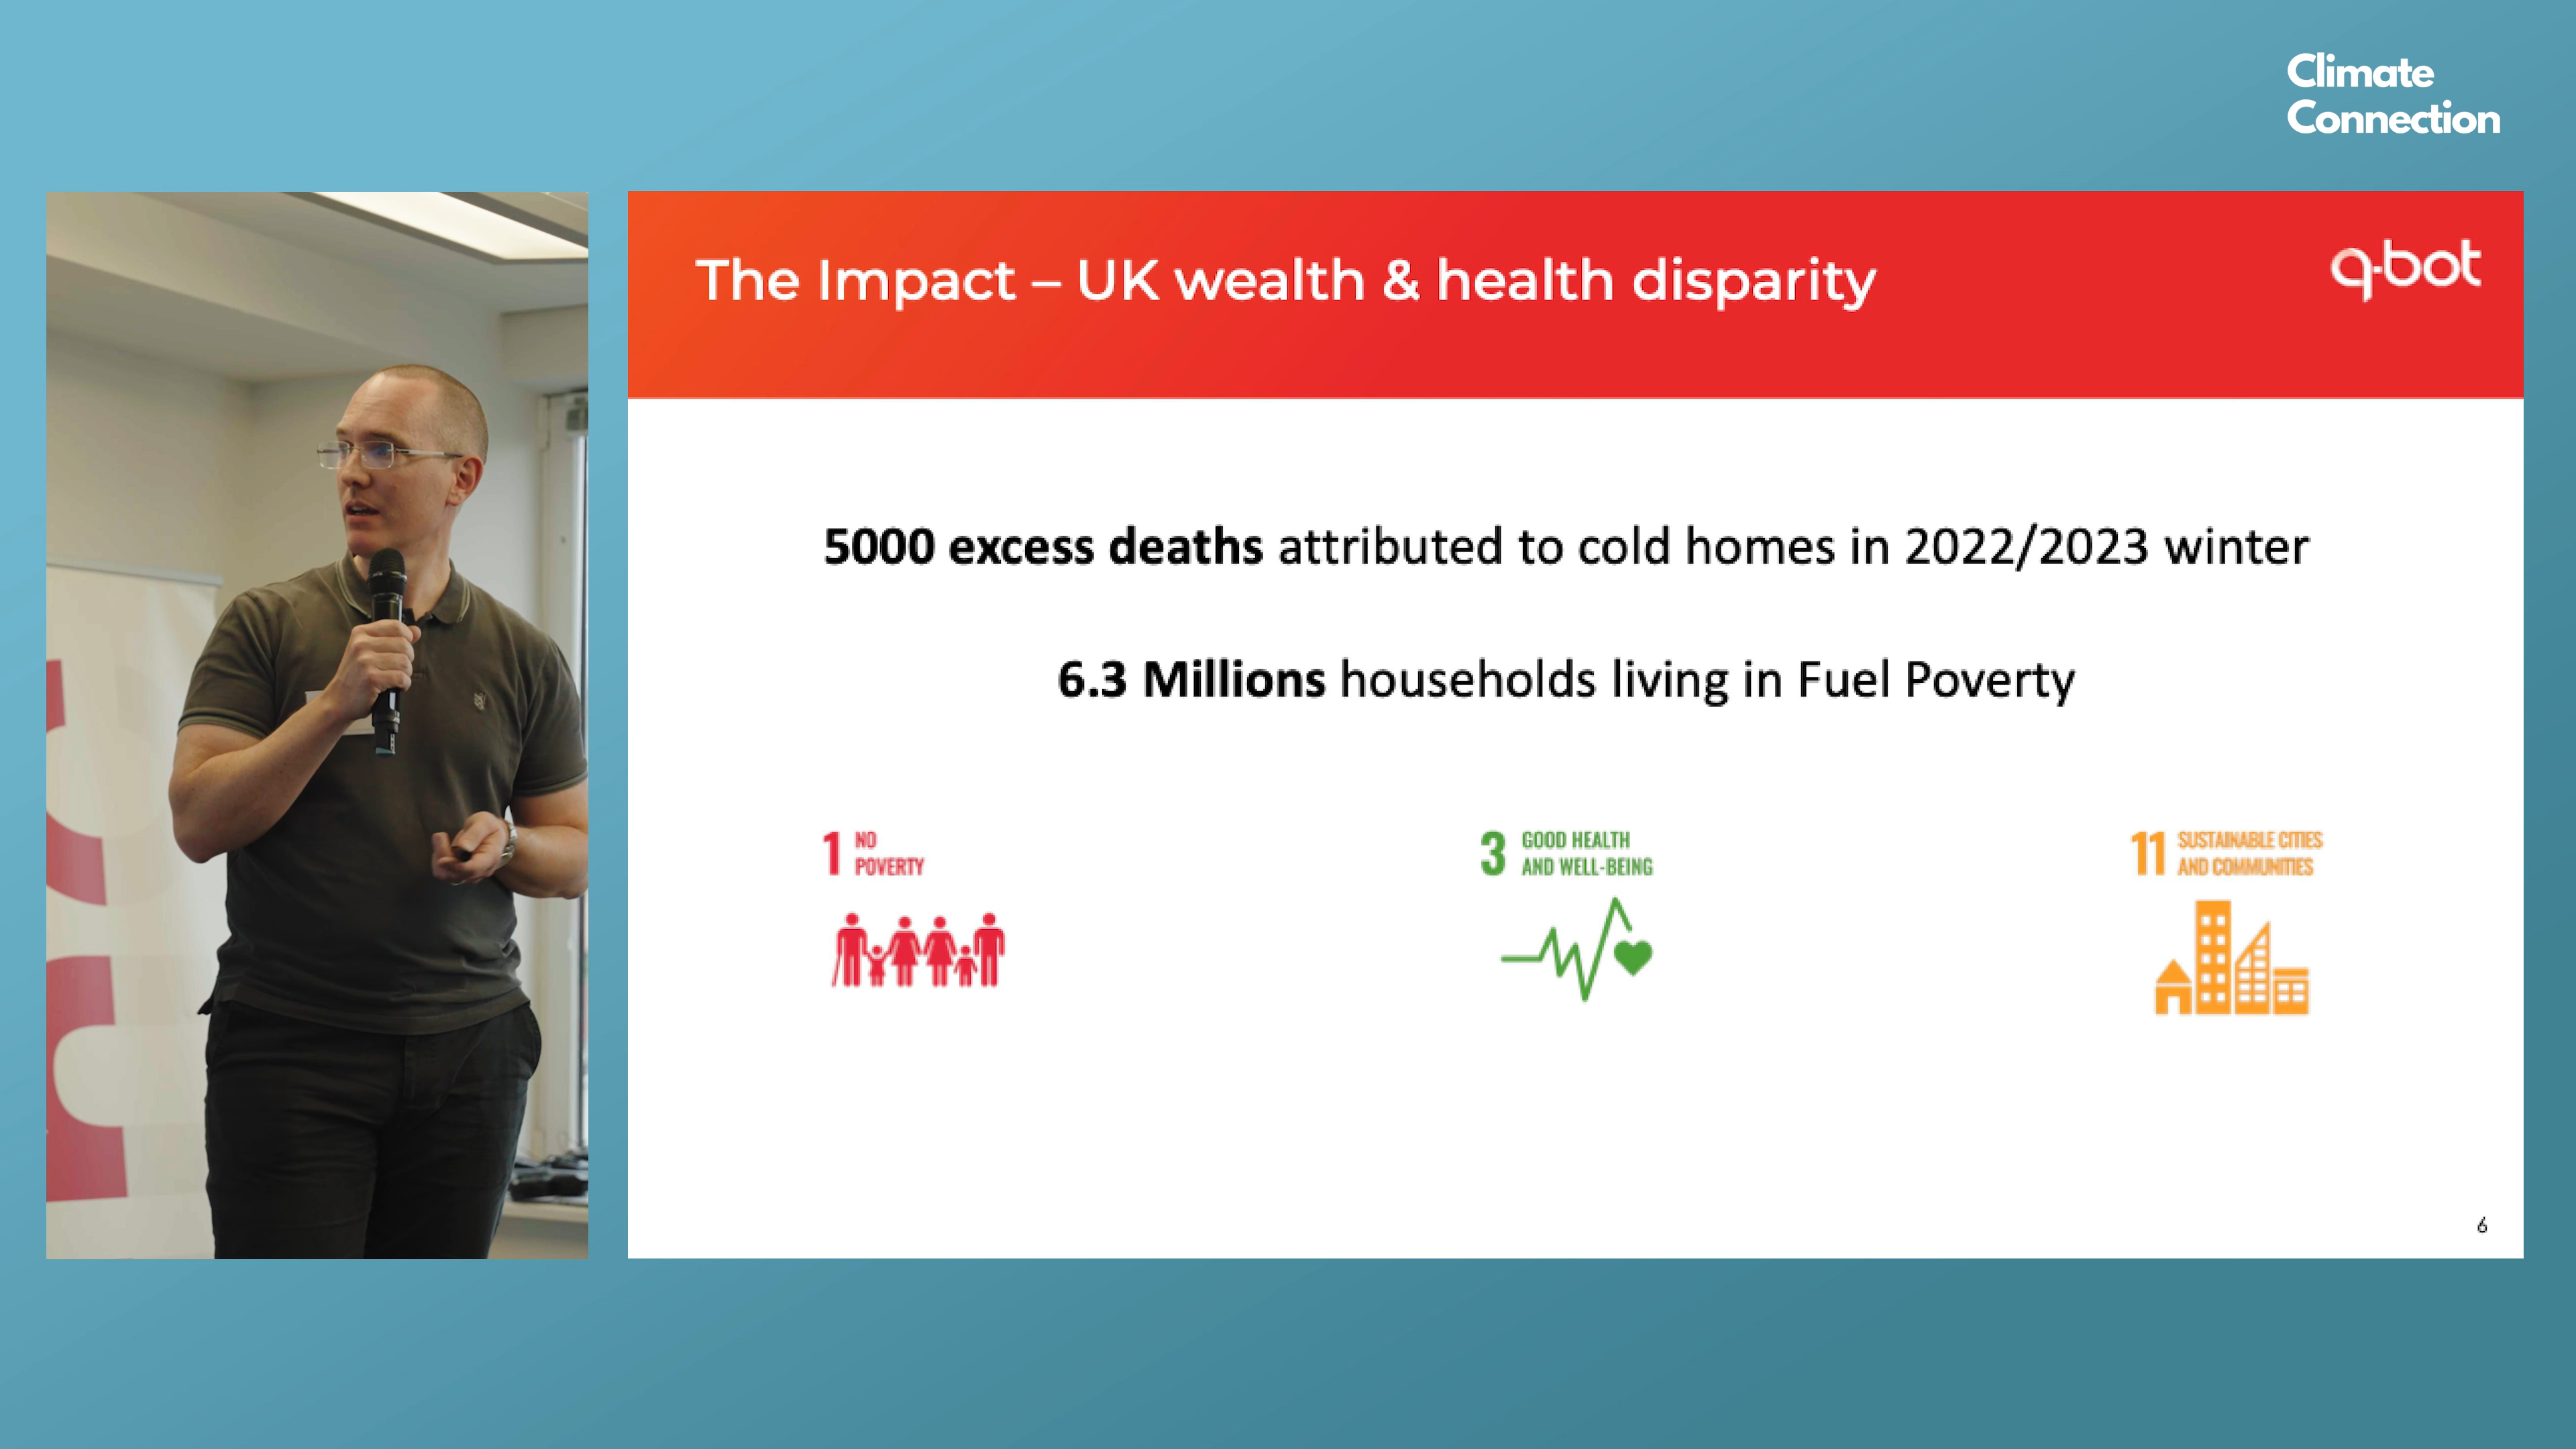 Climate
Connection
The Impact – UK wealth & health disparity
q-bot
5000 excess deaths attributed to cold homes in 2022/2023 winter
6.3 Millions households living in Fuel Poverty
1 NO
POVERTY
3 GOOD HEALTH
AND WELL-BEING
11 SUSTAINABLE CITIES
AND COMMUNITIES
6